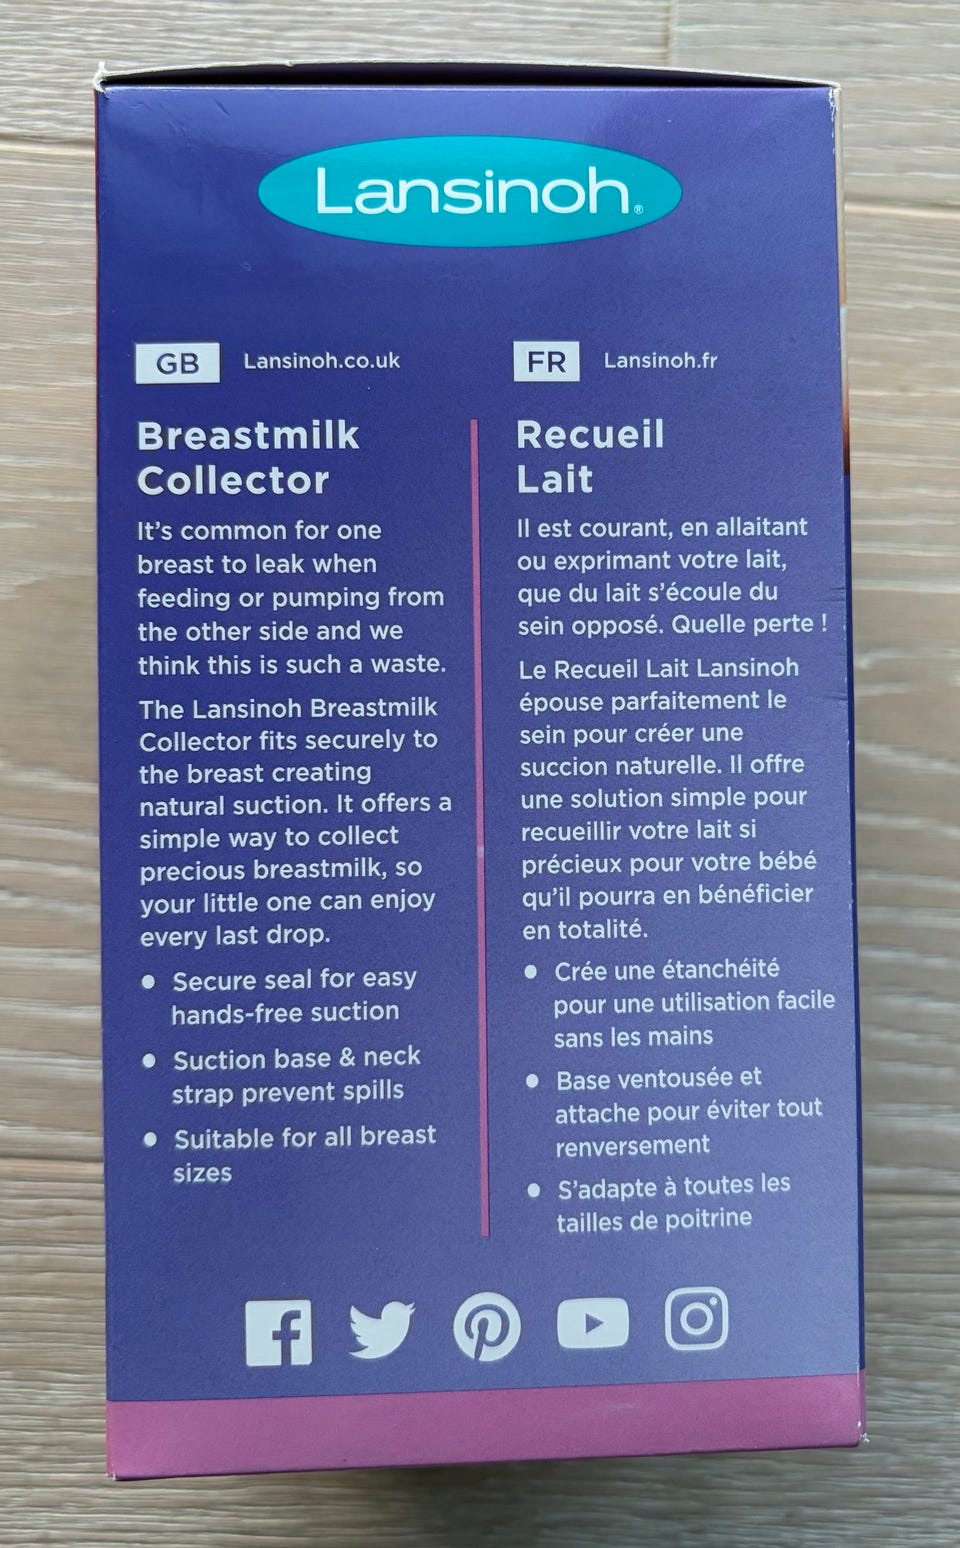 Lansinoh®
GB Lansinoh.co.uk
Breastmilk
Collector
It's common for one
breast to leak when
feeding or pumping from
the other side and we
think this is such a waste.
The Lansinoh Breastmilk
Collector fits securely to
the breast creating
natural suction. It offers a
simple way to collect
precious breastmilk, so
your little one can enjoy
every last drop.
• Secure seal for easy
hands-free suction
• Suction base & neck
strap prevent spills
• Suitable for all breast
sizes
FR Lansinoh.fr
Recueil
Lait
Il est courant, en allaitant
ou exprimant votre lait,
que du lait s'écoule du
sein opposé. Quelle perte !
Le Recueil Lait Lansinoh
épouse parfaitement le
sein pour créer une
succion naturelle. Il offre
une solution simple pour
recueillir votre lait si
précieux pour votre bébé
qu'il pourra en bénéficier
en totalité.
• Crée une étanchéité
pour une utilisation facile
sans les mains
• Base ventousée et
attache pour éviter tout
renversement
• S'adapte à toutes les
tailles de poitrine